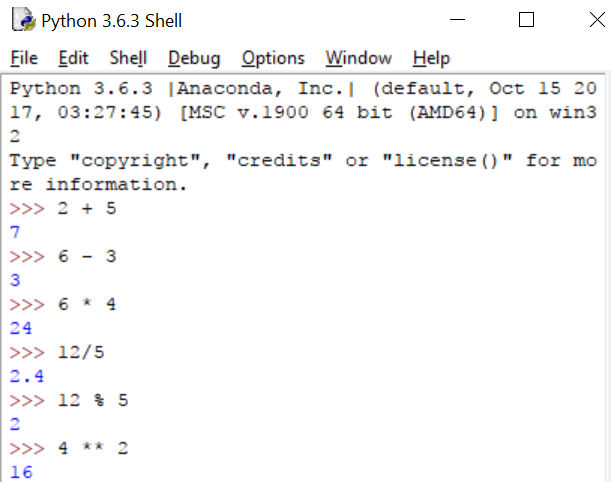 Python 3.6.3 Shell
File Edit Shell Debug Options Window Help
Python 3.6.3 |Anaconda, Inc.| (default, Oct 15 20
17, 03:27:45) [MSC v.1900 64 bit (AMD64)] on win3
2
Type "copyright", "credits" or "license()" for mo
re information.
>>> 2 + 5
7
>>> 6 - 3
3
>>> 6 * 4
24
>>> 12/5
2.4
>>> 12 % 5
2
>>> 4 ** 2
16